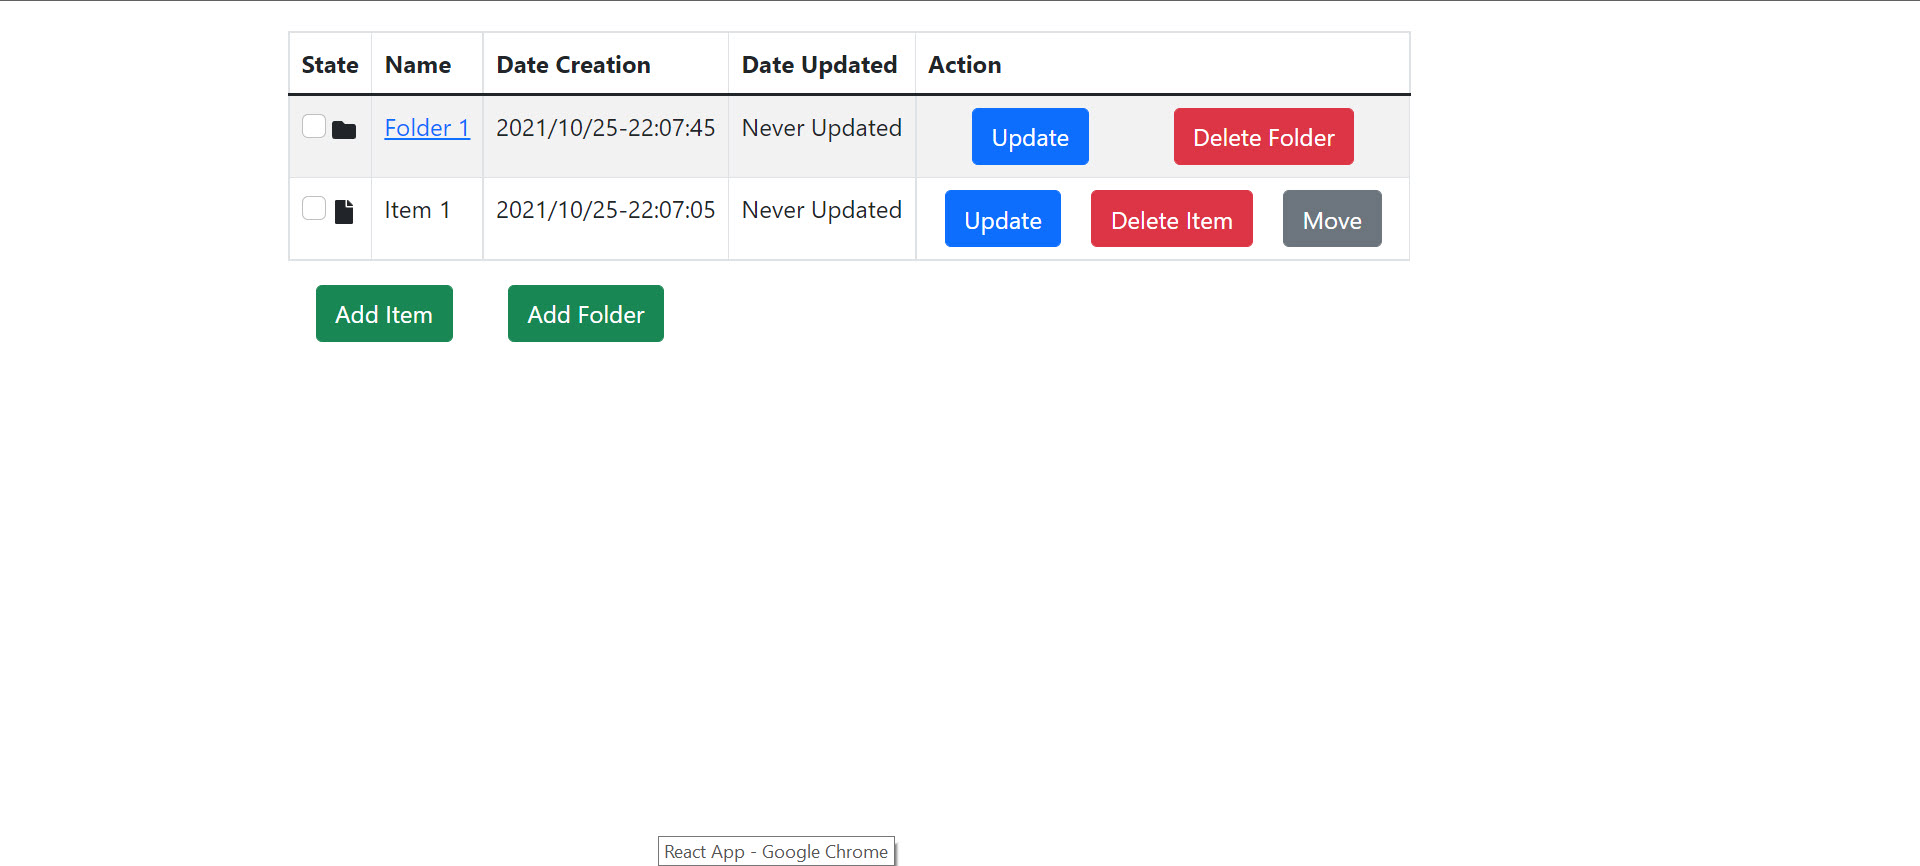 State Name Date Creation Date Updated Action
Folder 1 2021/10/25-22:07:45 Never Updated Update Delete Folder
Item 1 2021/10/25-22:07:05 Never Updated Update Delete Item Move
Add Item Add Folder
React App - Google Chrome